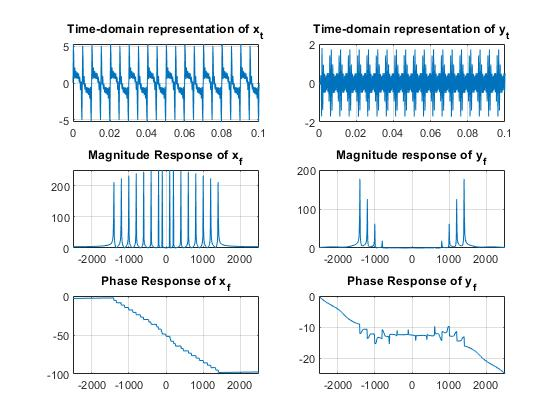 Time-domain representation of x_t
Time-domain representation of y_t
5
0
-5
0 0.02 0.04 0.06 0.08 0.1
2
0
-2
0 0.02 0.04 0.06 0.08 0.1
Magnitude Response of x_f
Magnitude response of y_f
200
100
0
-2000 -1000 0 1000 2000
200
100
0
-2000 -1000 0 1000 2000
Phase Response of x_f
Phase Response of y_f
0
-50
-100
-2000 -1000 0 1000 2000
0
-10
-20
-2000 -1000 0 1000 2000